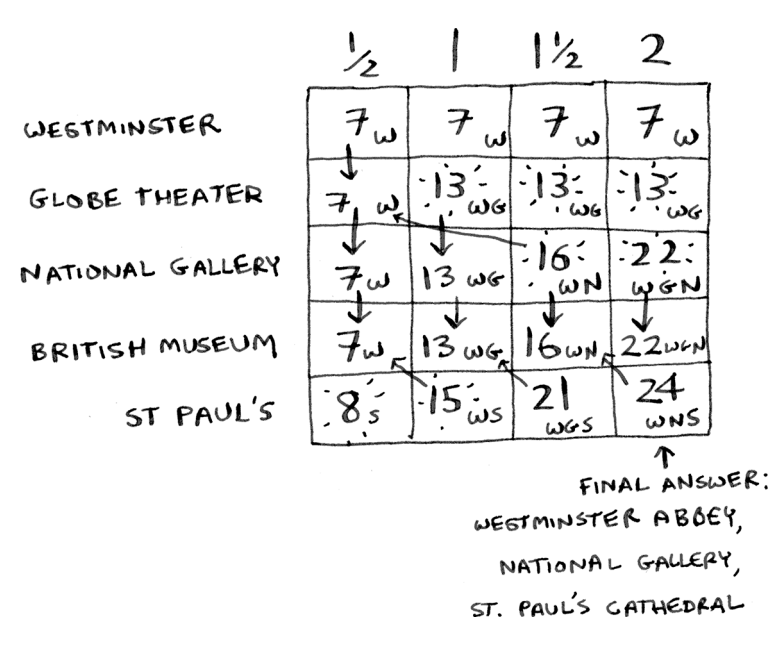 1/2 1 1 1/2 2
WESTMINSTER 7 W 7 W 7 W 7 W
GLOBE THEATER 7 W 13 WG 13 WG 13 WG
NATIONAL GALLERY 7 W 13 WG 16 WN 22 WGN
BRITISH MUSEUM 7 W 13 WG 16 WN 22 WGN
ST PAUL'S 8 S 15 WS 21 WGS 24 WNS
FINAL ANSWER:
WESTMINSTER ABBEY,
NATIONAL GALLERY,
ST. PAUL'S CATHEDRAL